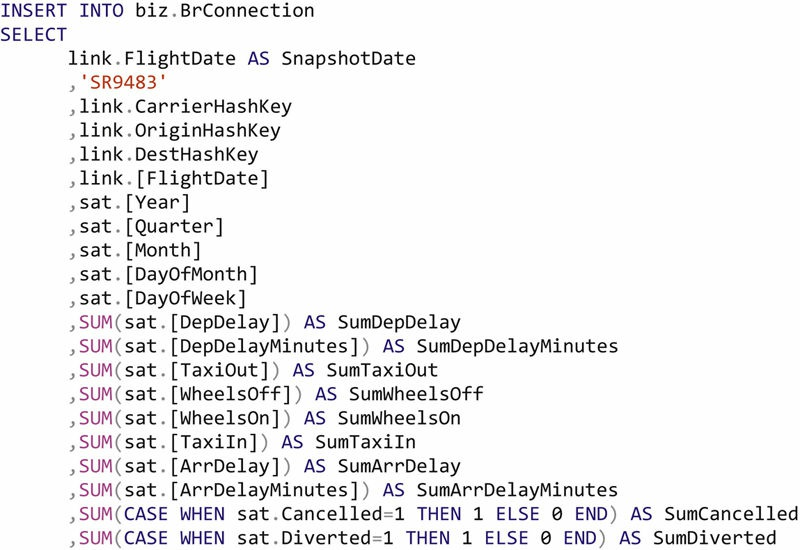 INSERT INTO biz.BrConnection
SELECT
link.FlightDate AS SnapshotDate
,'SR9483'
,link.CarrierHashKey
,link.OriginHashKey
,link.DestHashKey
,link.[FlightDate]
,sat.[Year]
,sat.[Quarter]
,sat.[Month]
,sat.[DayOfMonth]
,sat.[DayOfWeek]
,SUM(sat.[DepDelay]) AS SumDepDelay
,SUM(sat.[DepDelayMinutes]) AS SumDepDelayMinutes
,SUM(sat.[TaxiOut]) AS SumTaxiOut
,SUM(sat.[WheelsOff]) AS SumWheelsOff
,SUM(sat.[WheelsOn]) AS SumWheelsOn
,SUM(sat.[TaxiIn]) AS SumTaxiIn
,SUM(sat.[ArrDelay]) AS SumArrDelay
,SUM(sat.[ArrDelayMinutes]) AS SumArrDelayMinutes
,SUM(CASE WHEN sat.Cancelled=1 THEN 1 ELSE 0 END) AS SumCancelled
,SUM(CASE WHEN sat.Diverted=1 THEN 1 ELSE 0 END) AS SumDiverted